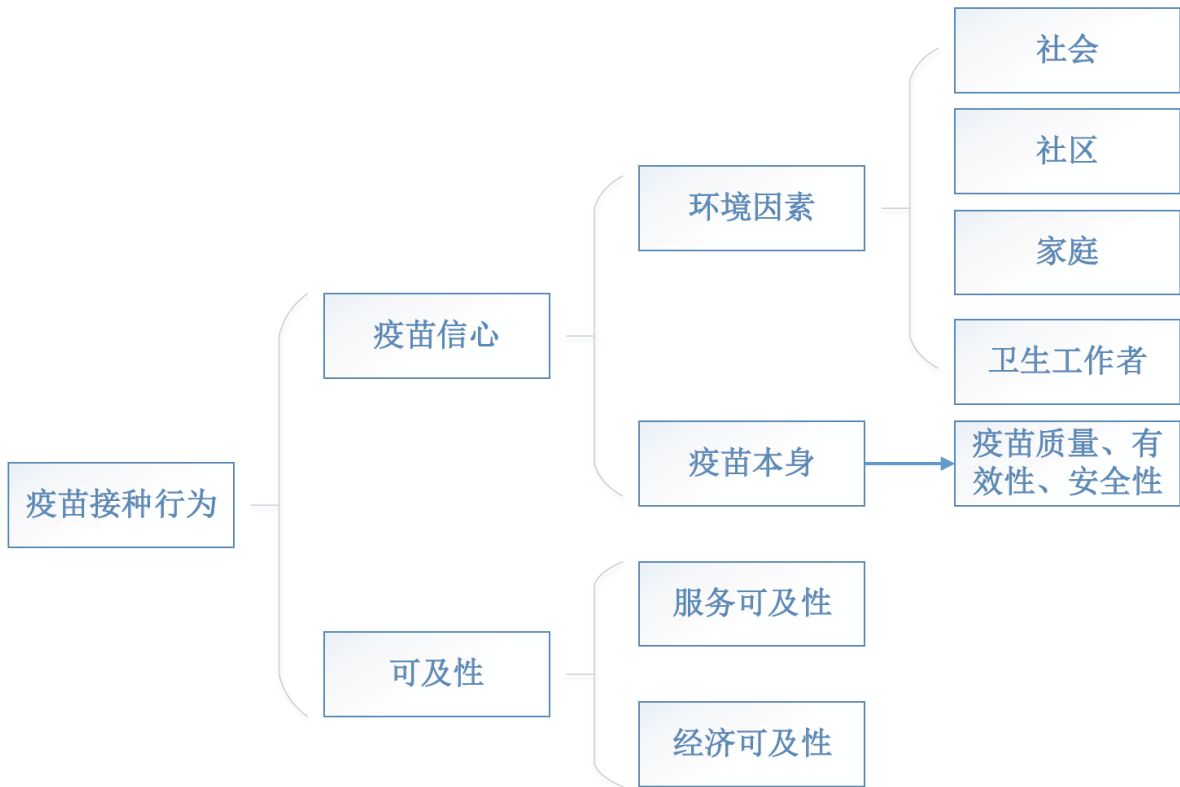 社会
社区
环境因素
家庭
疫苗信心
卫生工作者
疫苗本身
疫苗质量、有
效性、安全性
疫苗接种行为
服务可及性
可及性
经济可及性